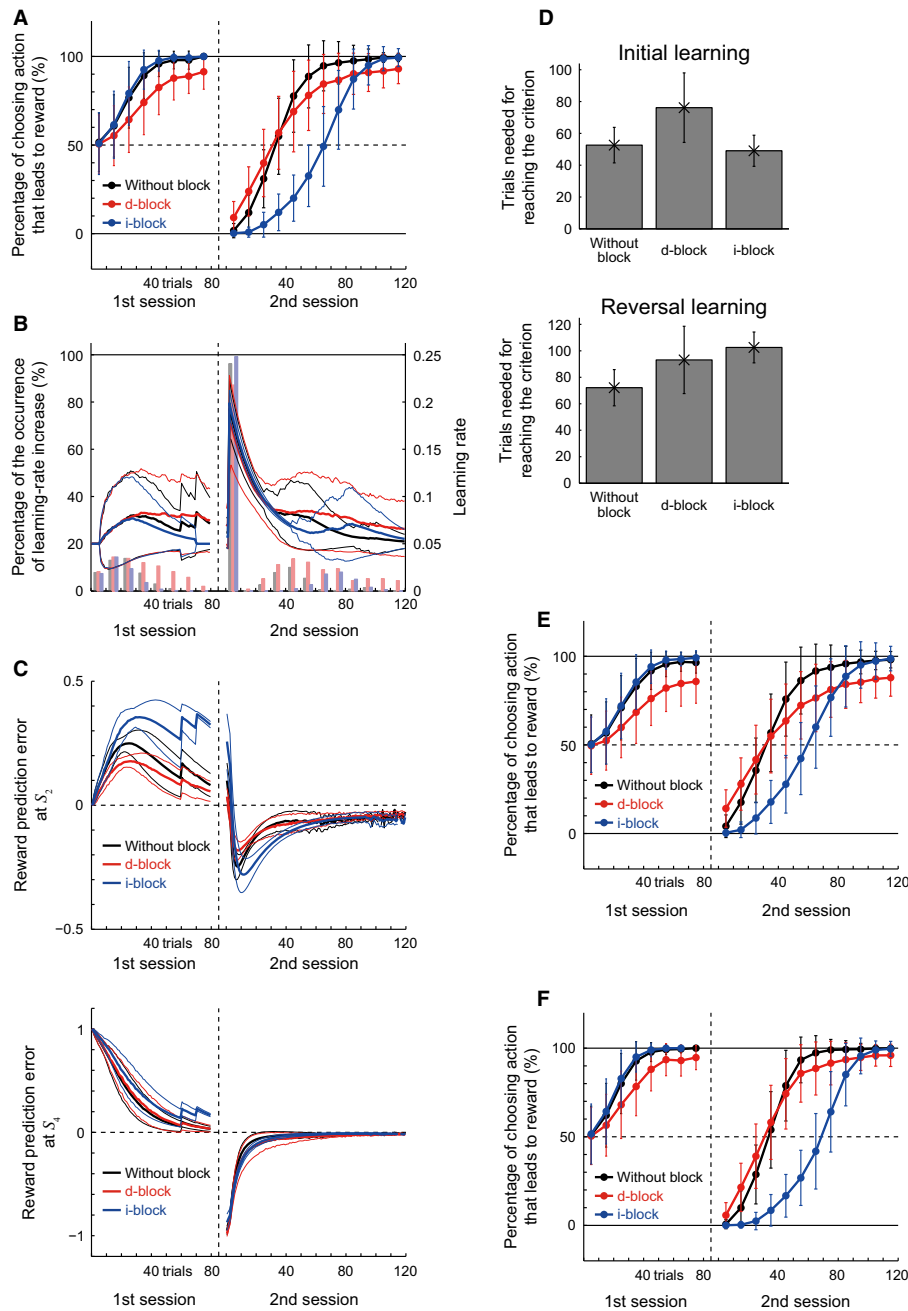 A
Percentage of choosing action
that leads to reward (%)
100
50
0
Without block
d-block
i-block
40 trials
80
40
80
120
1st session
2nd session
B
Percentage of the occurrence
of learning-rate increase (%)
100
80
60
40
20
0
0.25
0.2
0.15
0.1
0.05
0
Learning rate
40 trials
80
40
80
120
1st session
2nd session
C
Reward prediction error
at S2
0.5
0
−0.5
Without block
d-block
i-block
40 trials
80
40
80
120
1st session
2nd session
Reward prediction error
at S4
1
0
−1
Without block
d-block
i-block
40 trials
80
40
80
120
1st session
2nd session
D
Initial learning
Trials needed for
reaching the criterion
100
80
60
40
20
0
Without
block
d-block
i-block
Reversal learning
Trials needed for
reaching the criterion
120
100
80
60
40
20
0
Without
block
d-block
i-block
E
Percentage of choosing action
that leads to reward (%)
100
50
0
Without block
d-block
i-block
40 trials
80
40
80
120
1st session
2nd session
F
Percentage of choosing action
that leads to reward (%)
100
50
0
Without block
d-block
i-block
40 trials
80
40
80
120
1st session
2nd session